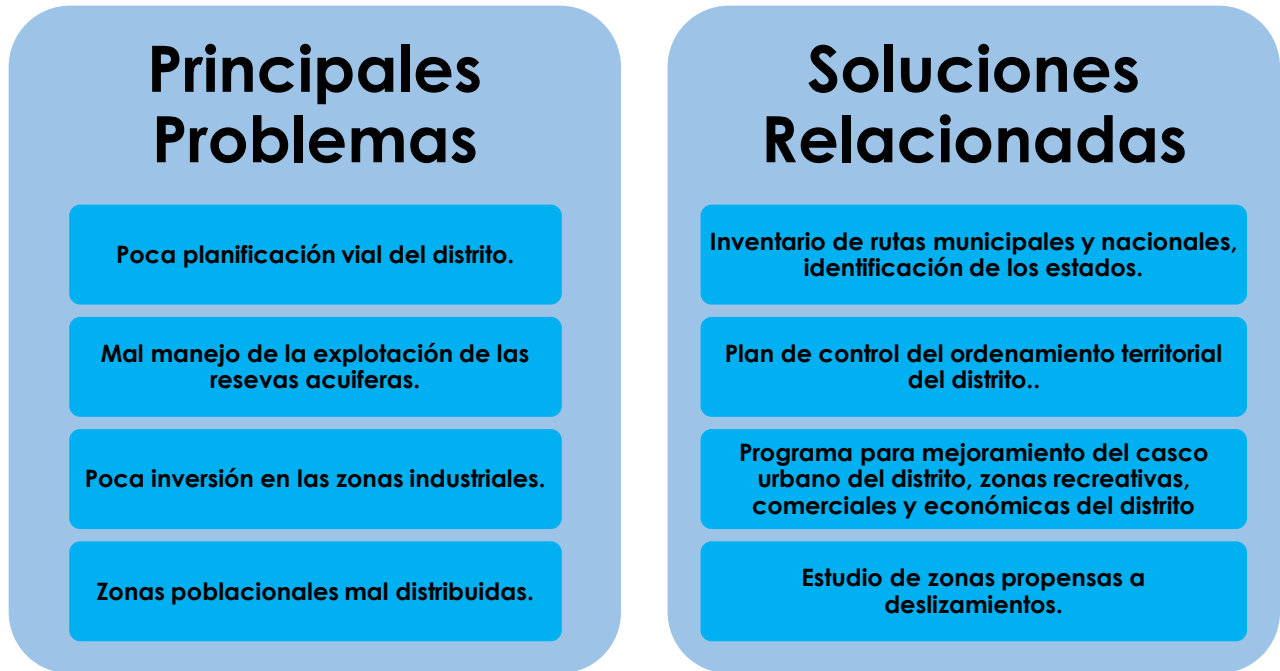 Principales
Problemas
Poca planificación vial del distrito.
Mal manejo de la explotación de las
resevas acuiferas.
Poca inversión en las zonas industriales.
Zonas poblacionales mal distribuidas.
Soluciones
Relacionadas
Inventario de rutas municipales y nacionales,
identificación de los estados.
Plan de control del ordenamiento territorial
del distrito..
Programa para mejoramiento del casco
urbano del distrito, zonas recreativas,
comerciales y económicas del distrito
Estudio de zonas propensas a
deslizamientos.